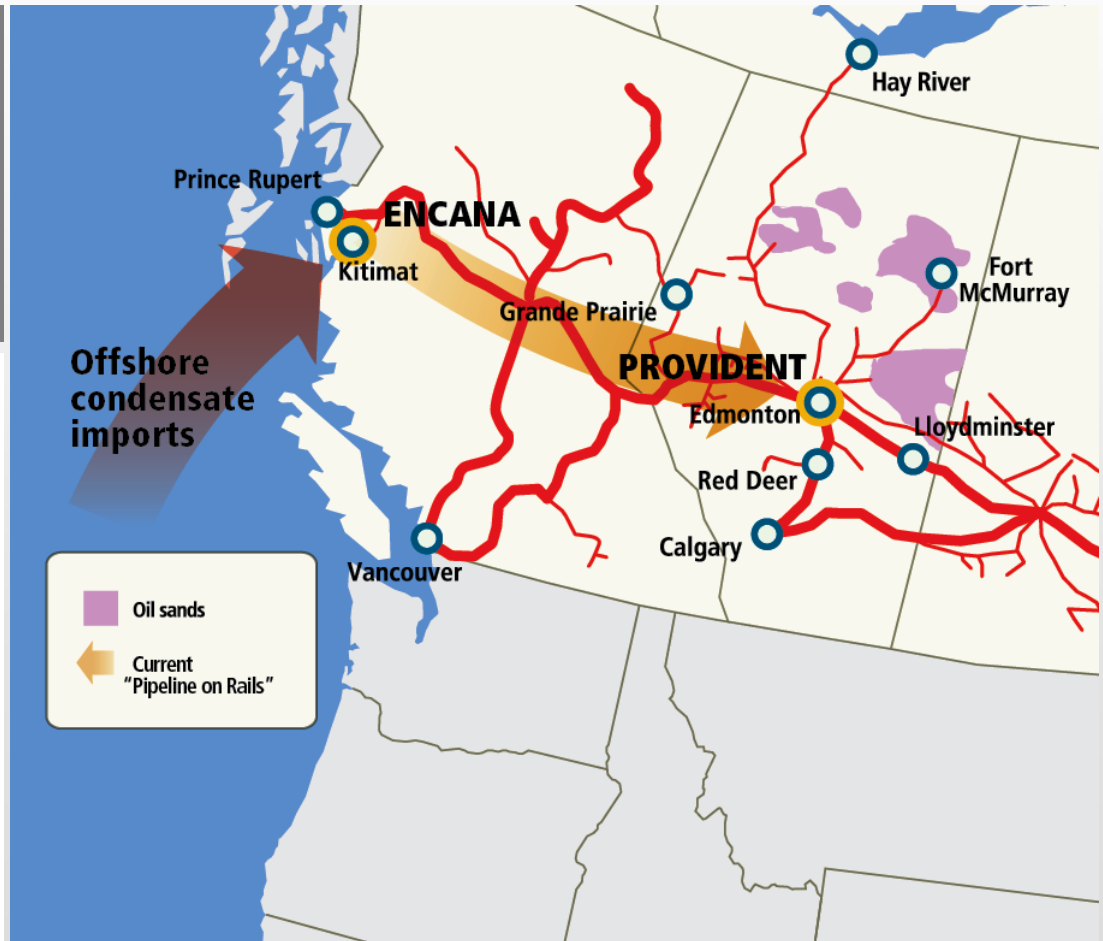 Hay River
Prince Rupert
ENCANA
Kitimat
Fort
McMurray
Grande Prairie
Offshore
condensate
imports
PROVIDENT
Edmonton
Lloydminster
Red Deer
Calgary
Vancouver
Oil sands
Current
“Pipeline on Rails”